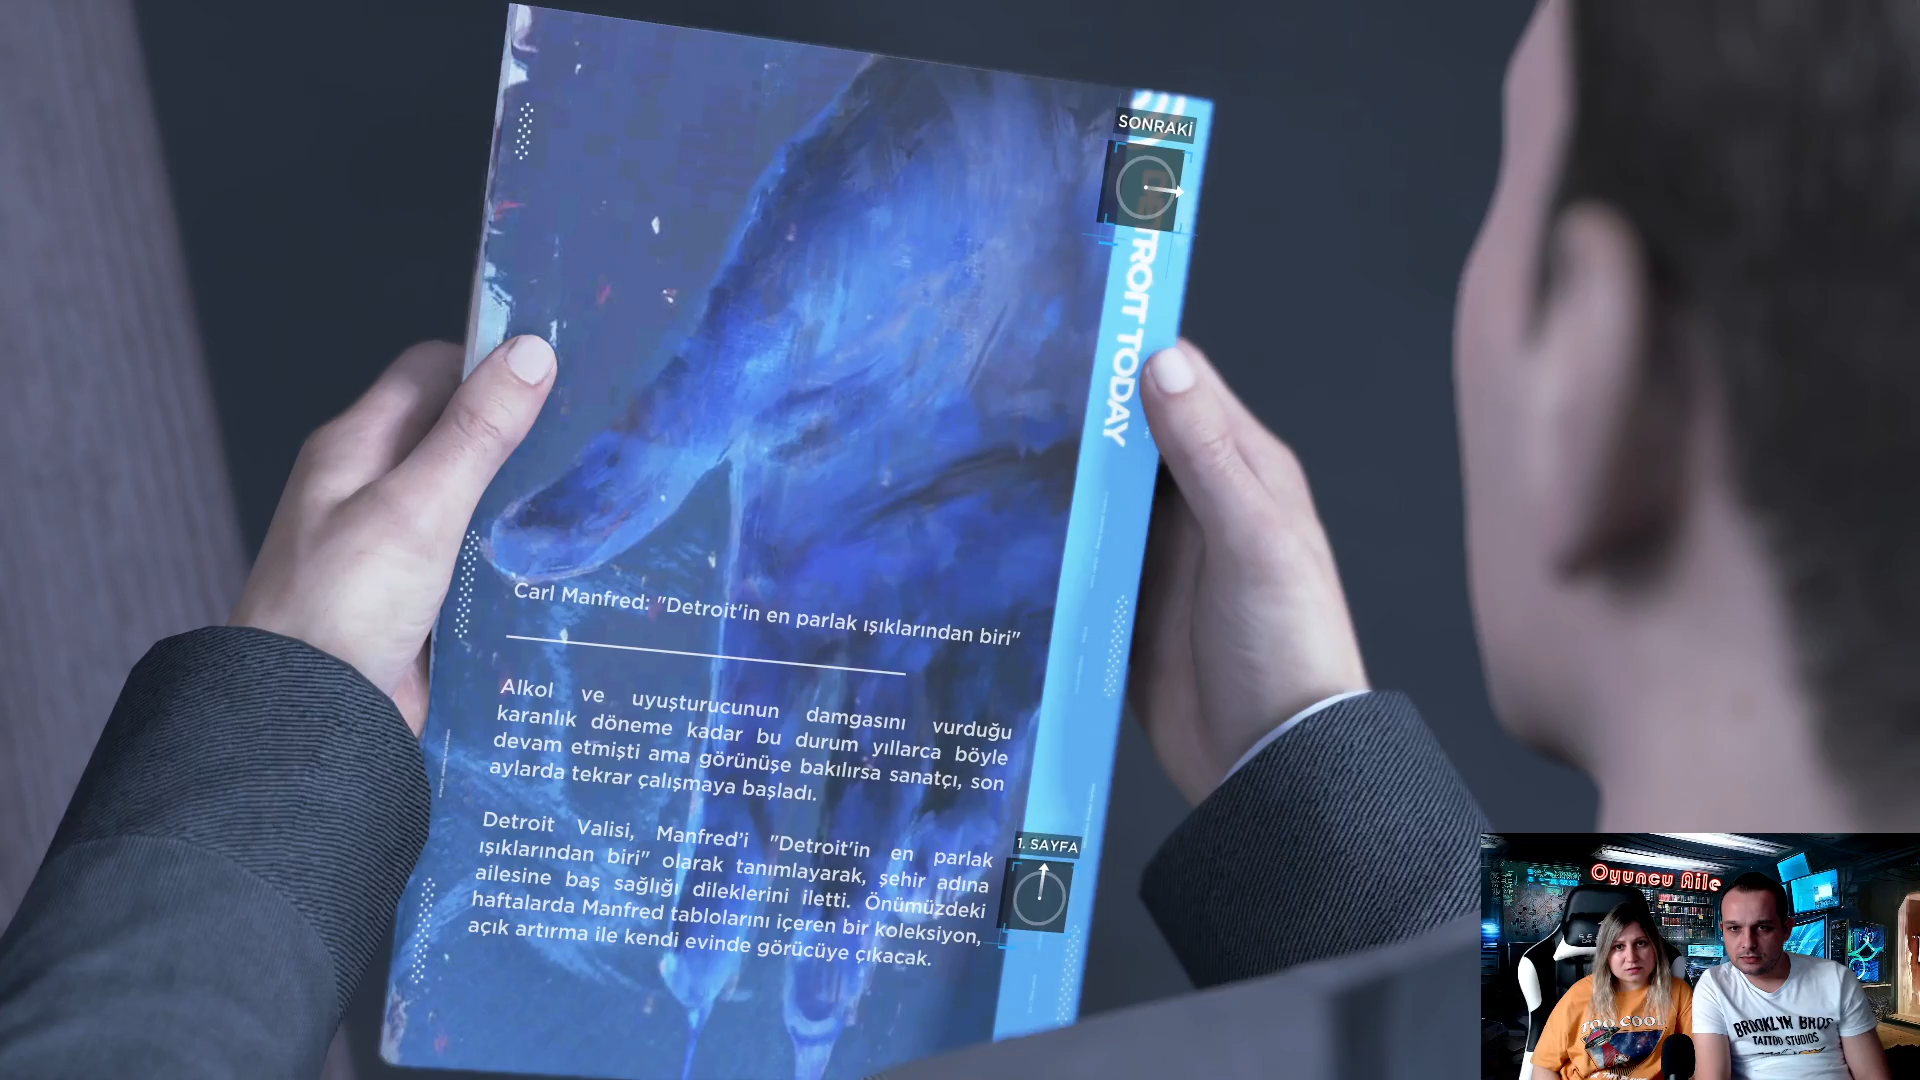 SONRAKİ
DETROIT TODAY
Carl Manfred: "Detroit'in en parlak ışıklarından biri"
Alkol ve uyuşturucunun damgasını vurduğu
karanlık döneme kadar bu durum yıllarca böyle
devam etmişti ama görünüşe bakılırsa sanatçı, son
aylarda tekrar çalışmaya başladı.
Detroit Valisi, Manfred’i "Detroit'in en parlak
ışıklarından biri" olarak tanımlayarak, şehir adına
ailesine baş sağlığı dileklerini iletti. Önümüzdeki
haftalarda Manfred tablolarını içeren bir koleksiyon,
açık artırma ile kendi evinde görücüye çıkacak.
1. SAYFA
Oyuncu Aile
TOO COOL
BROOKLYN BROS
TATTOO STUDIOS